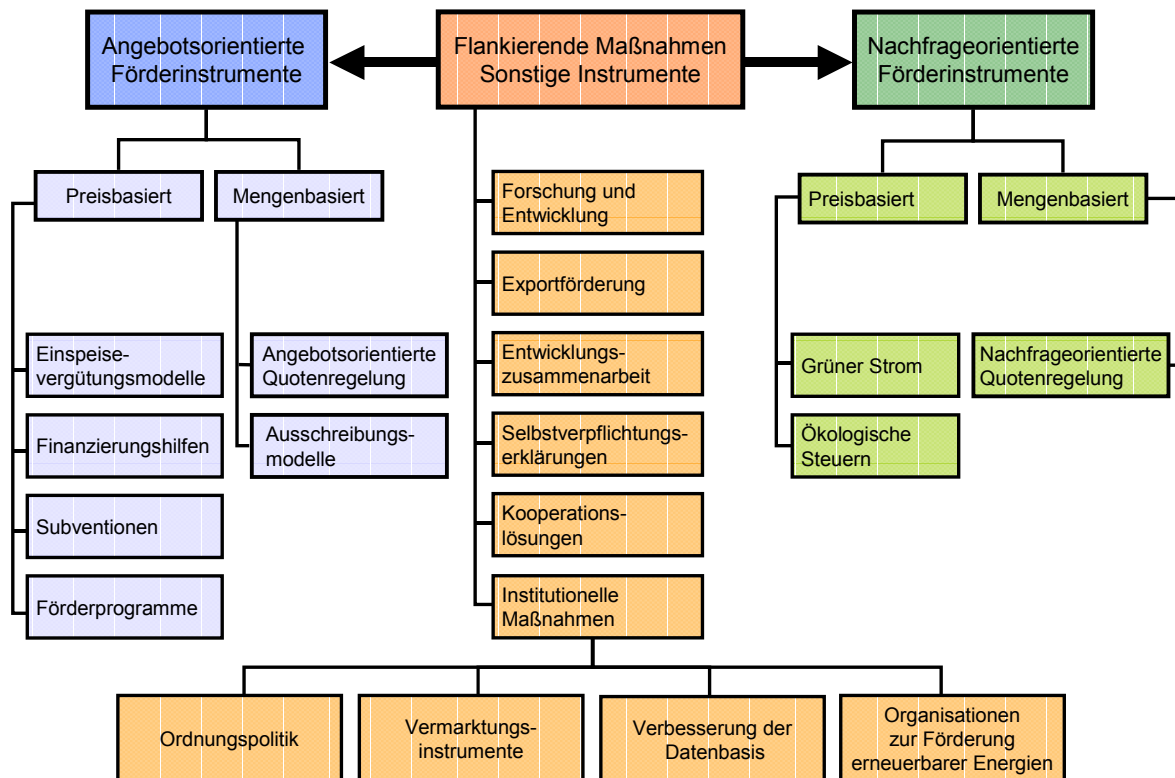 Angebotsorientierte
Förderinstrumente
Flankierende Maßnahmen
Sonstige Instrumente
Nachfrageorientierte
Förderinstrumente
Preisbasiert
Mengenbasiert
Einspeise-
vergütungsmodelle
Finanzierungshilfen
Subventionen
Förderprogramme
Angebotsorientierte
Quotenregelung
Ausschreibungs-
modelle
Forschung und
Entwicklung
Exportförderung
Entwicklungs-
zusammenarbeit
Selbstverpflichtungs-
erklärungen
Kooperations-
lösungen
Institutionelle
Maßnahmen
Preisbasiert
Mengenbasiert
Grüner Strom
Ökologische
Steuern
Nachfrageorientierte
Quotenregelung
Ordnungspolitik
Vermarktungs-
instrumente
Verbesserung der
Datenbasis
Organisationen
zur Förderung
erneuerbarer Energien